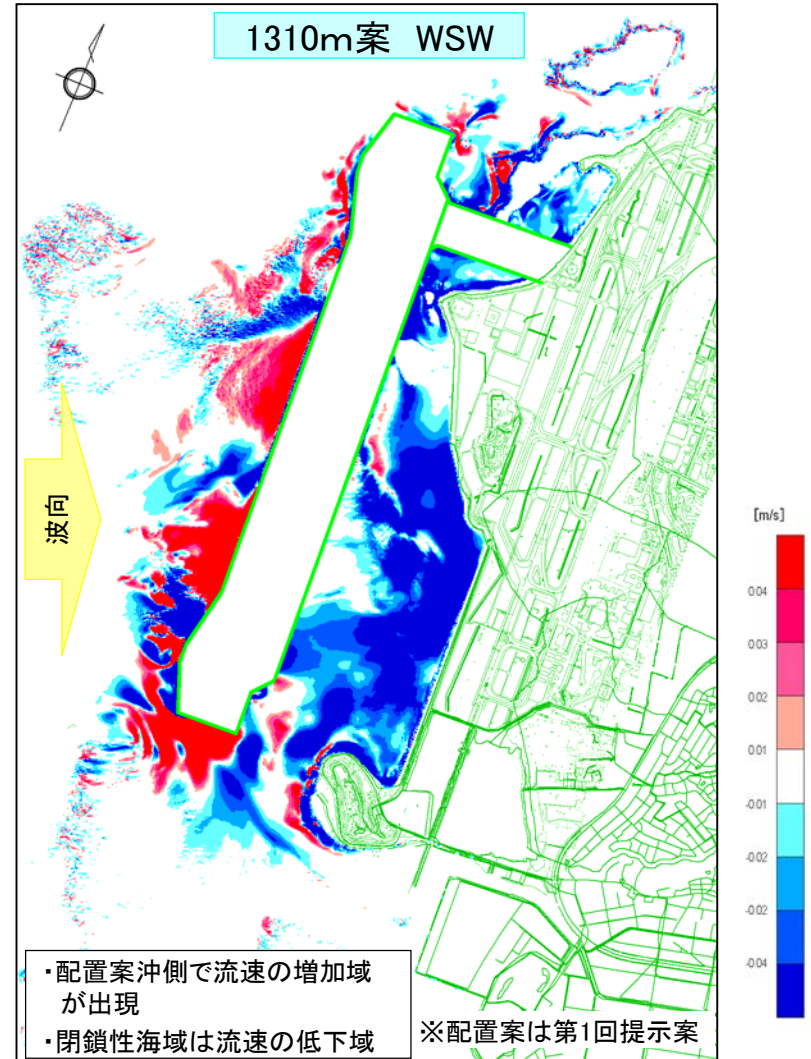 1310m案 WSW
波向
[m/s]
0.04
0.03
0.02
0.01
-0.01
-0.02
-0.02
-0.04
・配置案沖側で流速の増加域
が出現
・閉鎖性海域は流速の低下域
※配置案は第1回提示案